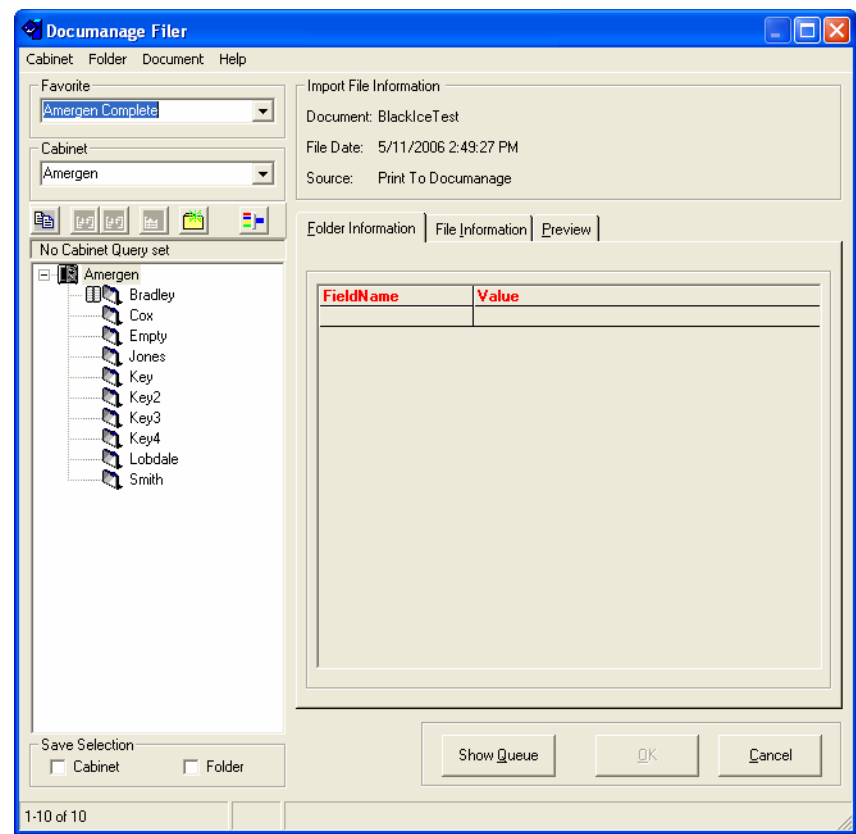 Documanage Filer
Cabinet Folder Document Help
Favorite
Amergen Complete
Cabinet
Amergen
No Cabinet Query set
Amergen
Bradley
Cox
Empty
Jones
Key
Key2
Key3
Key4
Lobdale
Smith
Save Selection
Cabinet Folder
1-10 of 10
Import File Information
Document: BlackIceTest
File Date: 5/11/2006 2:49:27 PM
Source: Print To Documanage
Folder Information File Information Preview
FieldName Value
Show Queue OK Cancel